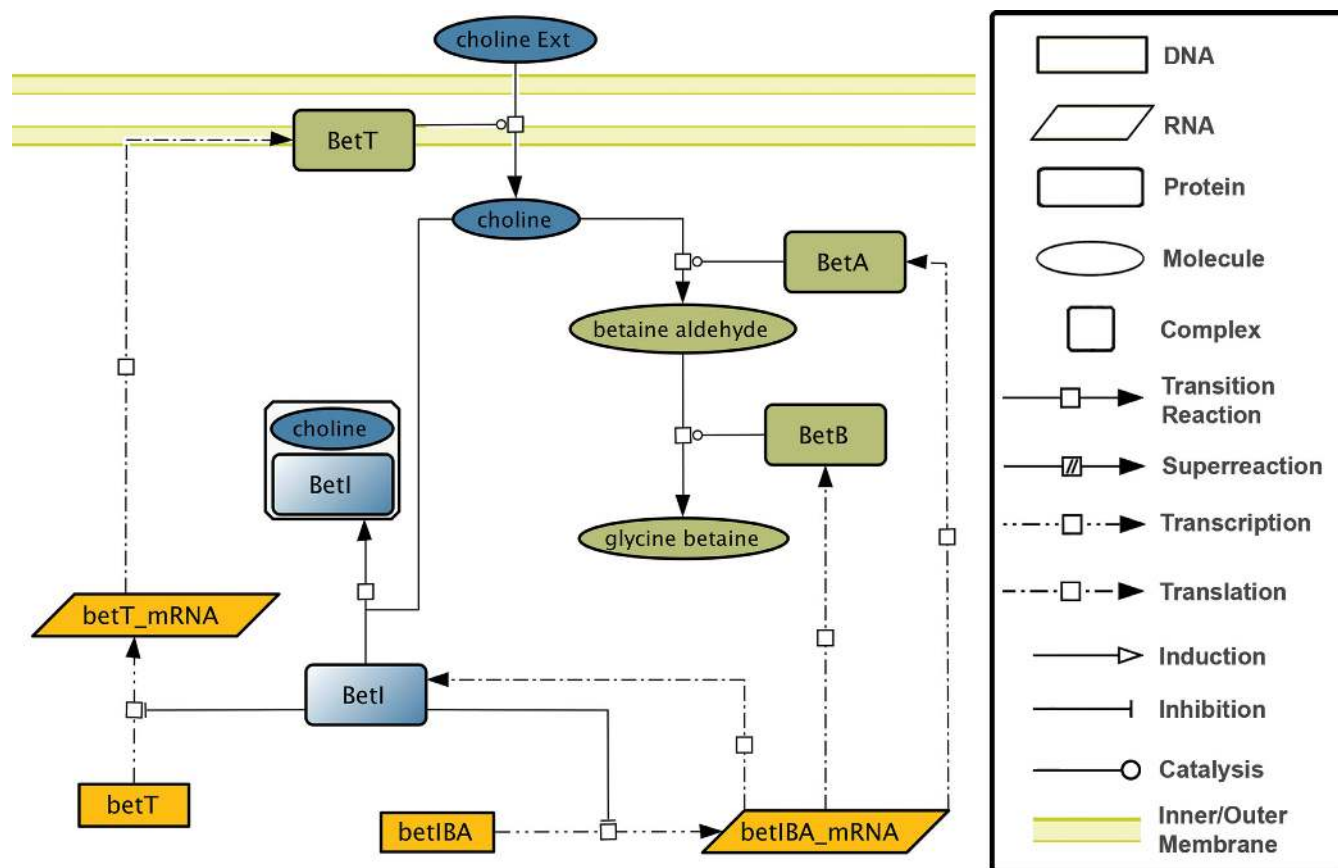 choline Ext
BetT
choline
BetA
betaine aldehyde
choline
BetI
BetB
glycine betaine
betT_mRNA
BetI
betT
betIBA
betIBA_mRNA
DNA
RNA
Protein
Molecule
Complex
Transition
Reaction
Superreaction
Transcription
Translation
Induction
Inhibition
Catalysis
Inner/Outer
Membrane